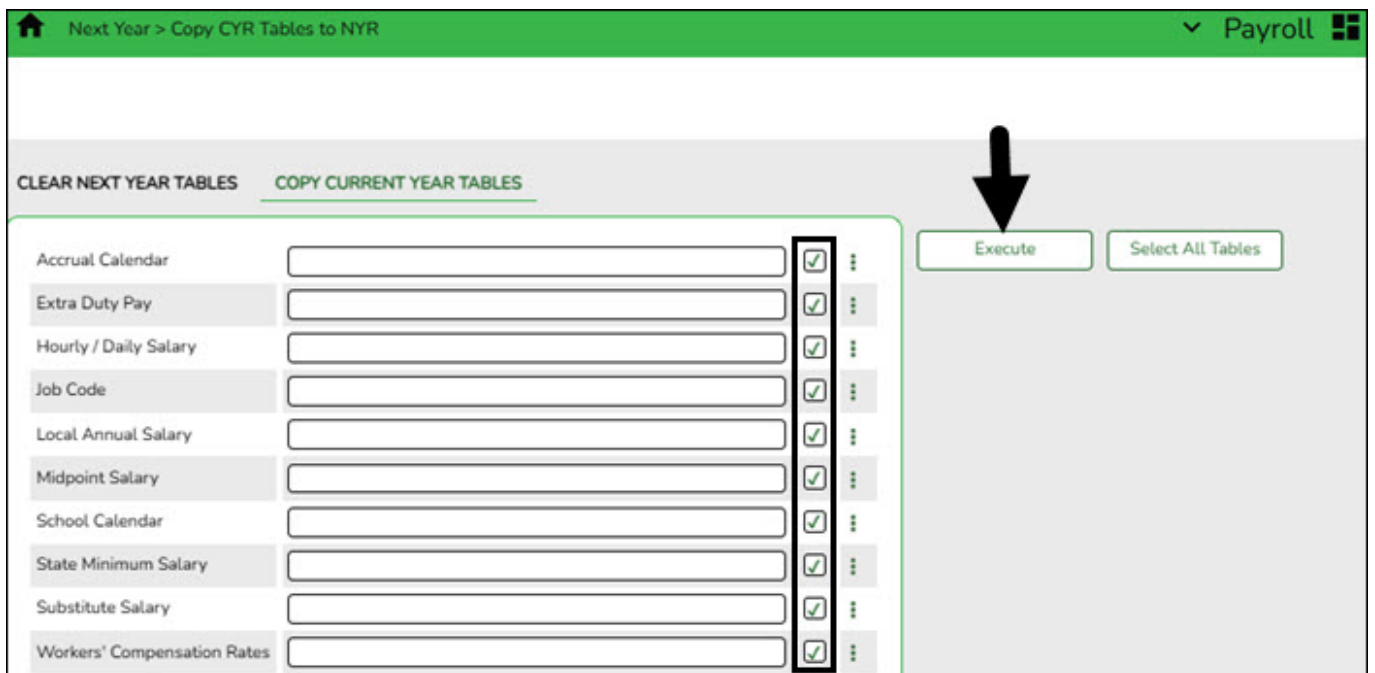 Next Year > Copy CYR Tables to NYR
Payroll
CLEAR NEXT YEAR TABLES
COPY CURRENT YEAR TABLES
Execute
Select All Tables
Accrual Calendar
Extra Duty Pay
Hourly / Daily Salary
Job Code
Local Annual Salary
Midpoint Salary
School Calendar
State Minimum Salary
Substitute Salary
Workers' Compensation Rates